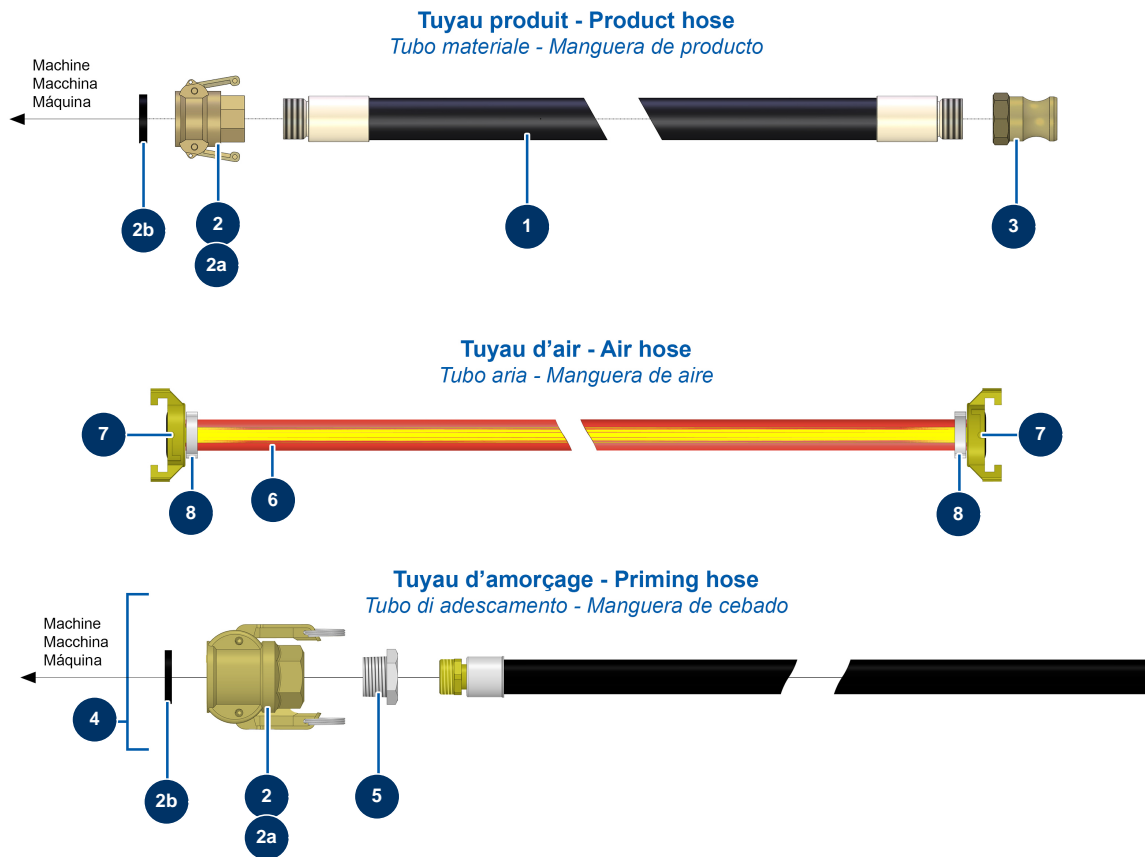 Tuyau produit - Product hose
Tubo materiale - Manguera de producto
Machine
Macchina
Máquina
2b
2
2a
1
3
Tuyau d'air - Air hose
Tubo aria - Manguera de aire
7
7
8
6
8
Tuyau d'amorçage - Priming hose
Tubo di adescamento - Manguera de cebado
Machine
Macchina
Máquina
4
2b
2
2a
5